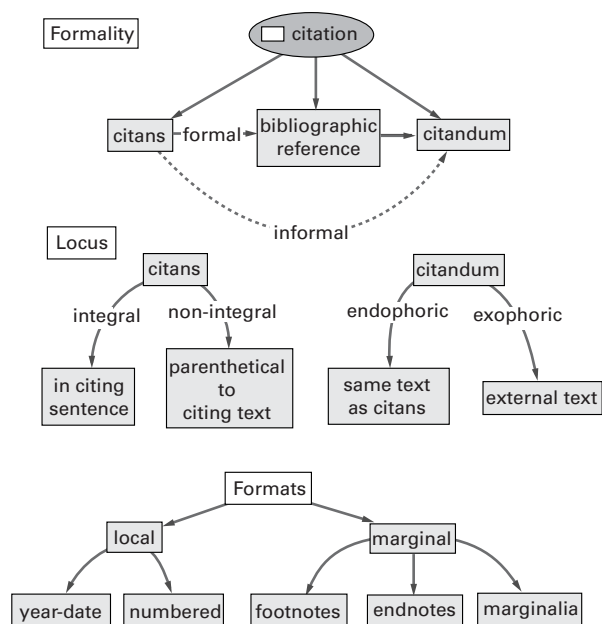 Formality
citation
citans
formal
bibliographic
reference
citandum
informal
Locus
citans
citandum
integral
non-integral
endophoric
exophoric
in citing
sentence
parenthetical
to
citing text
same text
as citans
external text
Formats
local
marginal
year-date
numbered
footnotes
endnotes
marginalia